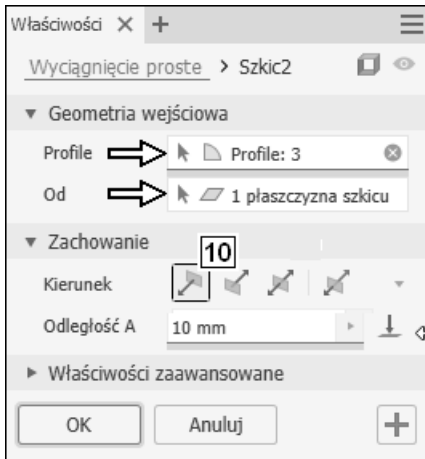 Właściwości × +
Wyciągnięcie proste > Szkic2
Geometria wejściowa
Profile Profile: 3
Od 1 płaszczyzna szkicu
Zachowanie
10
Kierunek
Odległość A 10 mm
Właściwości zaawansowane
OK Anuluj +